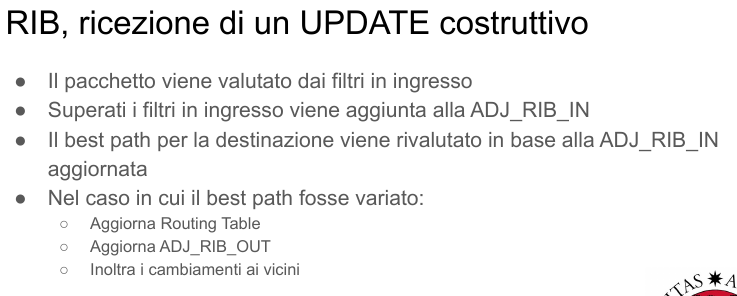 RIB, ricezione di un UPDATE costruttivo
● Il pacchetto viene valutato dai filtri in ingresso
● Superati i filtri in ingresso viene aggiunta alla ADJ_RIB_IN
● Il best path per la destinazione viene rivalutato in base alla ADJ_RIB_IN
aggiornata
● Nel caso in cui il best path fosse variato:
○ Aggiorna Routing Table
○ Aggiorna ADJ_RIB_OUT
○ Inoltra i cambiamenti ai vicini